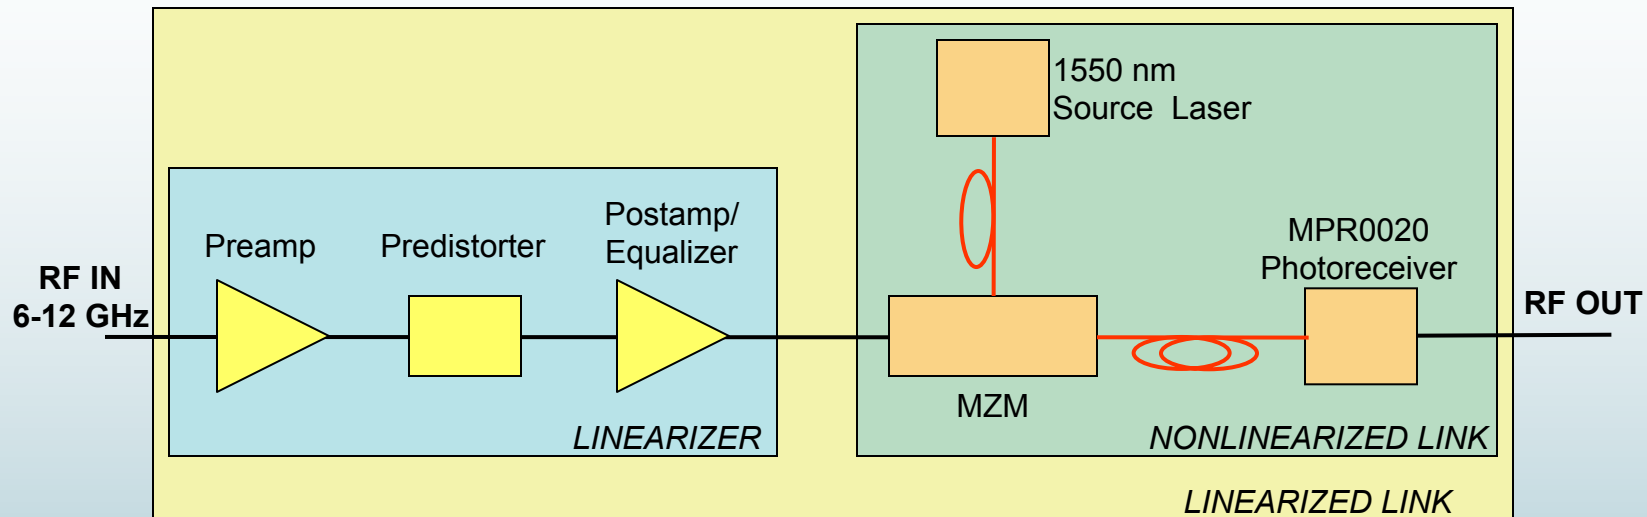 1550 nm
Source Laser
Postamp/
Equalizer
Preamp
Predistorter
MPR0020
Photoreceiver
RF IN
6-12 GHz
RF OUT
MZM
LINEARIZER
NONLINEARIZED LINK
LINEARIZED LINK